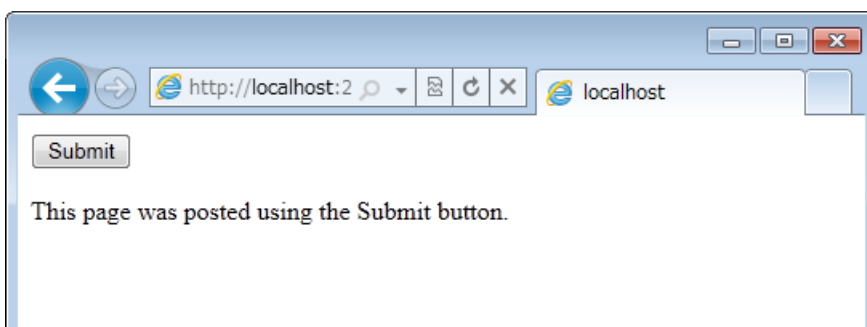 http://localhost:2
localhost
Submit
This page was posted using the Submit button.